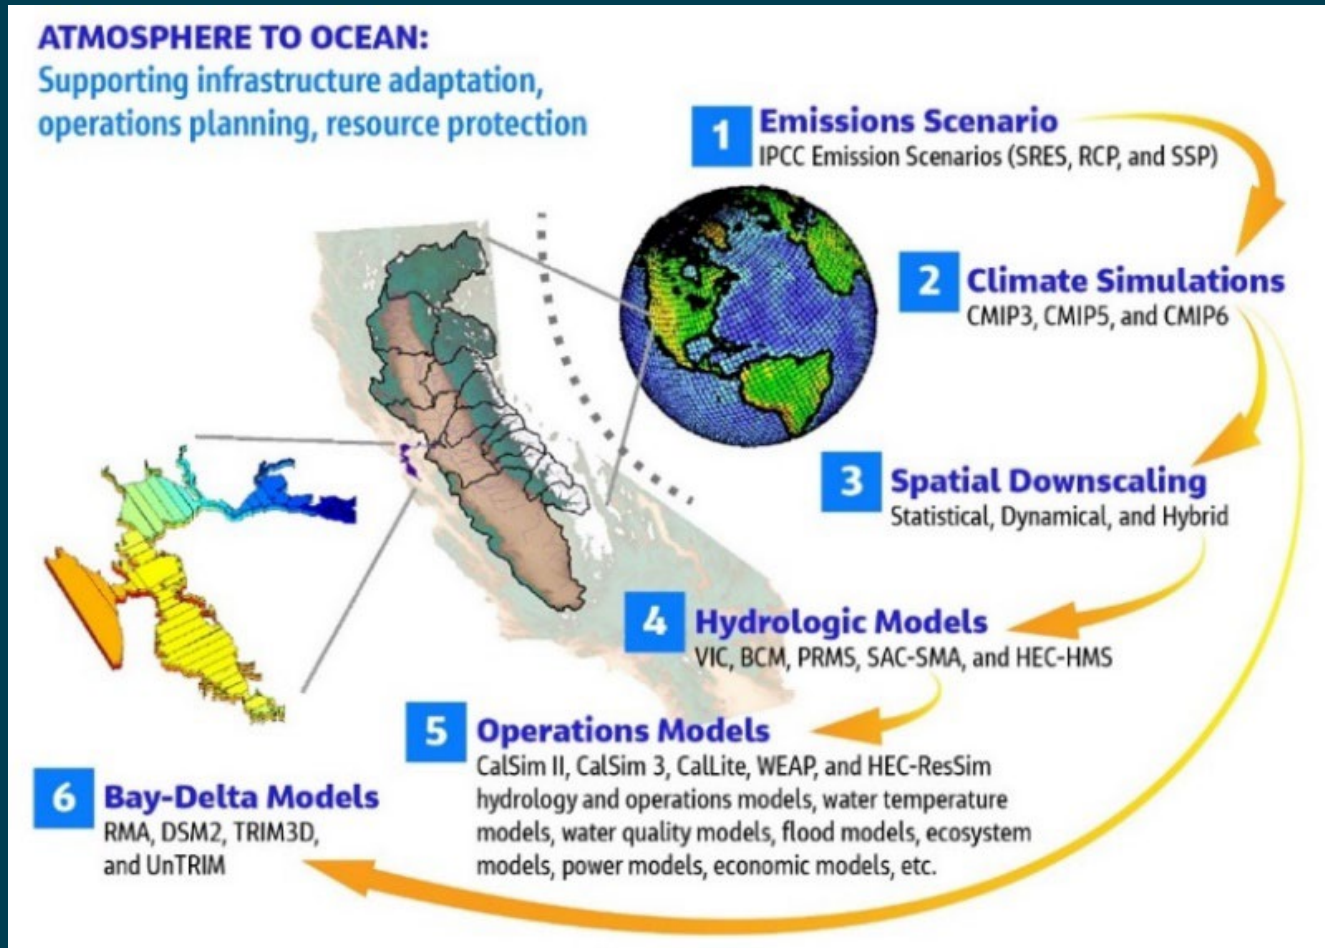 ATMOSPHERE TO OCEAN:
Supporting infrastructure adaptation,
operations planning, resource protection
1 Emissions Scenario
IPCC Emission Scenarios (SRES, RCP, and SSP)
2 Climate Simulations
CMIP3, CMIP5, and CMIP6
3 Spatial Downscaling
Statistical, Dynamical, and Hybrid
4 Hydrologic Models
VIC, BCM, PRMS, SAC-SMA, and HEC-HMS
5 Operations Models
CalSim II, CalSim 3, CalLite, WEAP, and HEC-ResSim
hydrology and operations models, water temperature
models, water quality models, flood models, ecosystem
models, power models, economic models, etc.
6 Bay-Delta Models
RMA, DSM2, TRIM3D,
and UnTRIM